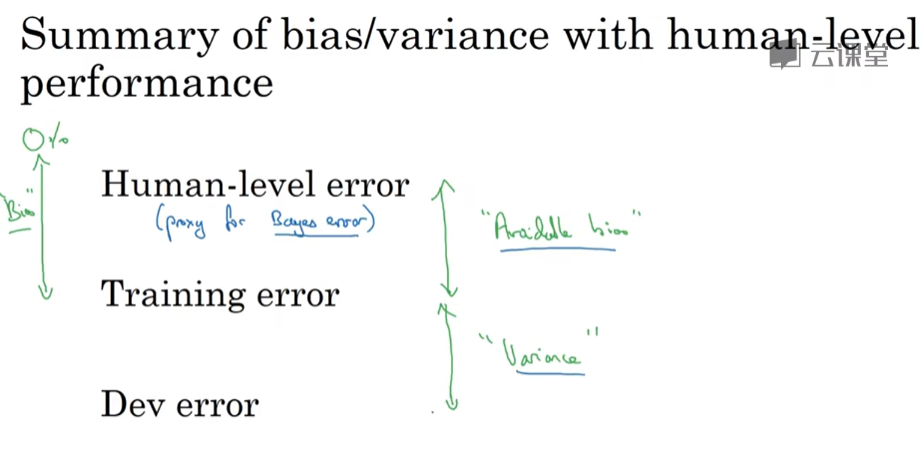 Summary of bias/variance with human-level
performance
云课堂
0%
Human-level error
"Bias"
(proxy for Bayes error)
"Avoidable bias"
Training error
"Variance"
Dev error